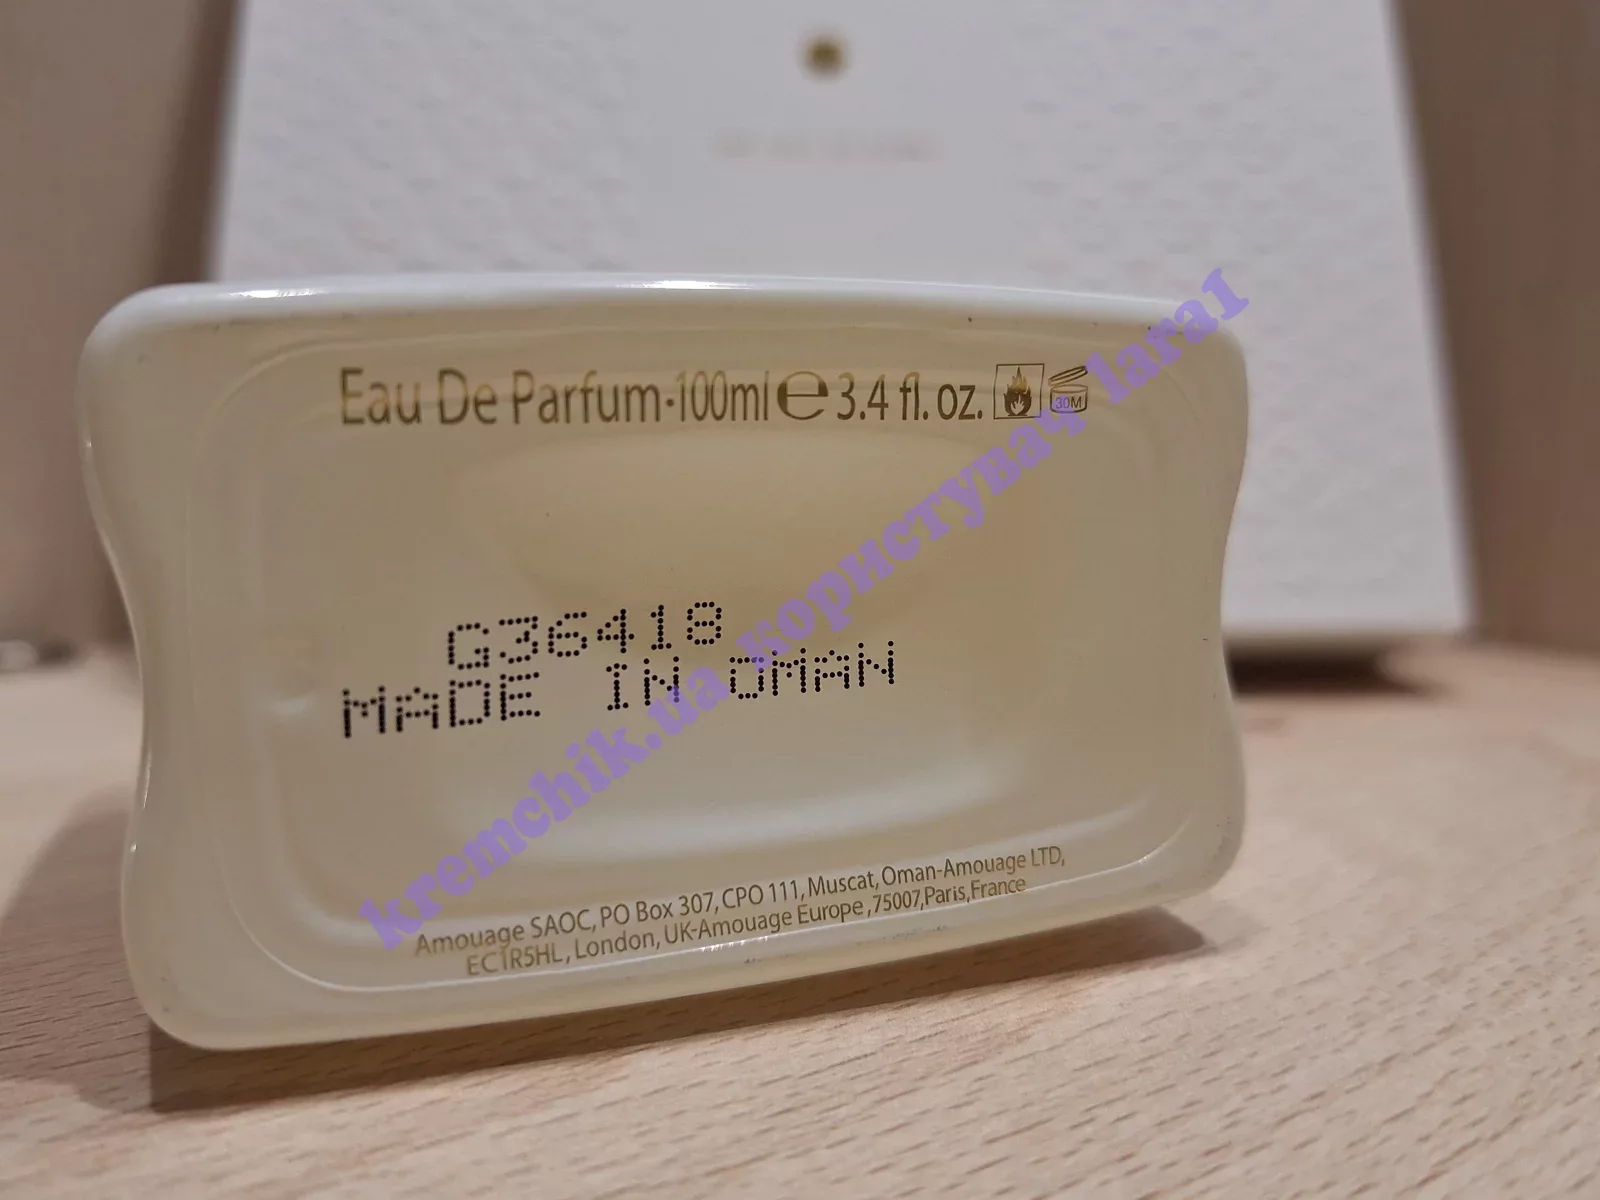 Eau De Parfum·100ml e 3.4 fl. oz. 30M
G36418
MADE IN OMAN
Amouage SAOC, PO Box 307, CPO 111, Muscat, Oman-Amouage LTD,
EC1R5HL, London, UK-Amouage Europe, 75007, Paris, France
kremchik.ua користувач lara1